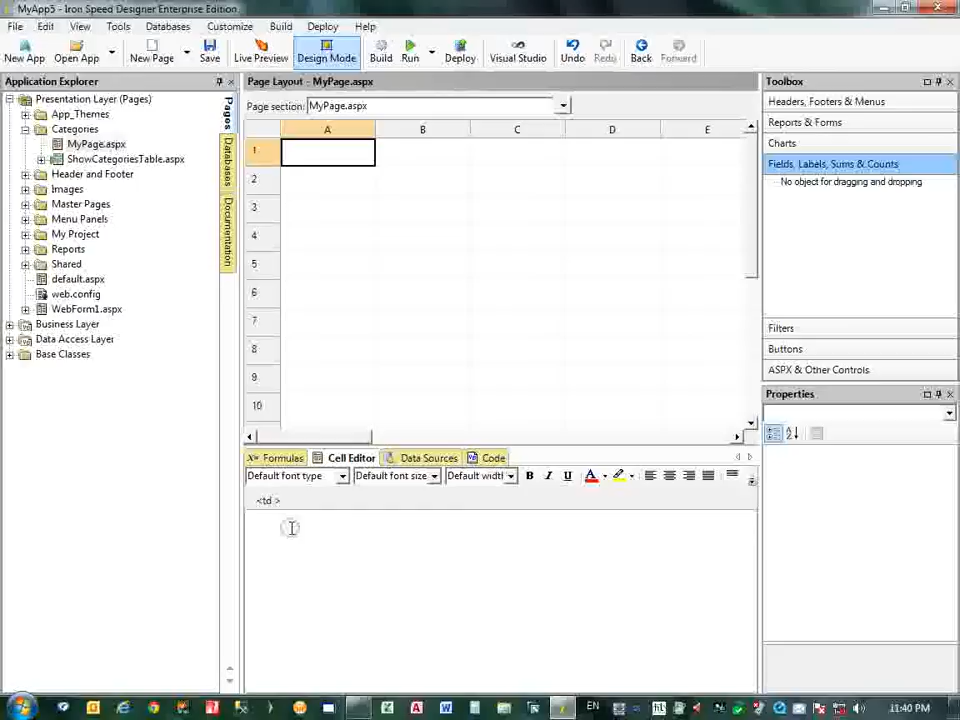 MyApp5 - Iron Speed Designer Enterprise Edition
File Edit View Tools Databases Customize Build Deploy Help
New App Open App New Page Save Live Preview Design Mode Build Run Deploy Visual Studio Undo Redo Back Forward
Application Explorer
Presentation Layer (Pages)
App_Themes
Categories
MyPage.aspx
ShowCategoriesTable.aspx
Header and Footer
Images
Master Pages
Menu Panels
My Project
Reports
Shared
default.aspx
web.config
WebForm1.aspx
Business Layer
Data Access Layer
Base Classes
Pages
Databases
Documentation
Page Layout - MyPage.aspx
Page section: MyPage.aspx
A B C D E
1
2
3
4
5
6
7
8
9
10
Formulas Cell Editor Data Sources Code
Default font type Default font size Default width B I U A
<td >
Toolbox
Headers, Footers & Menus
Reports & Forms
Charts
Fields, Labels, Sums & Counts
No object for dragging and dropping
Filters
Buttons
ASPX & Other Controls
Properties
EN
11:40 PM